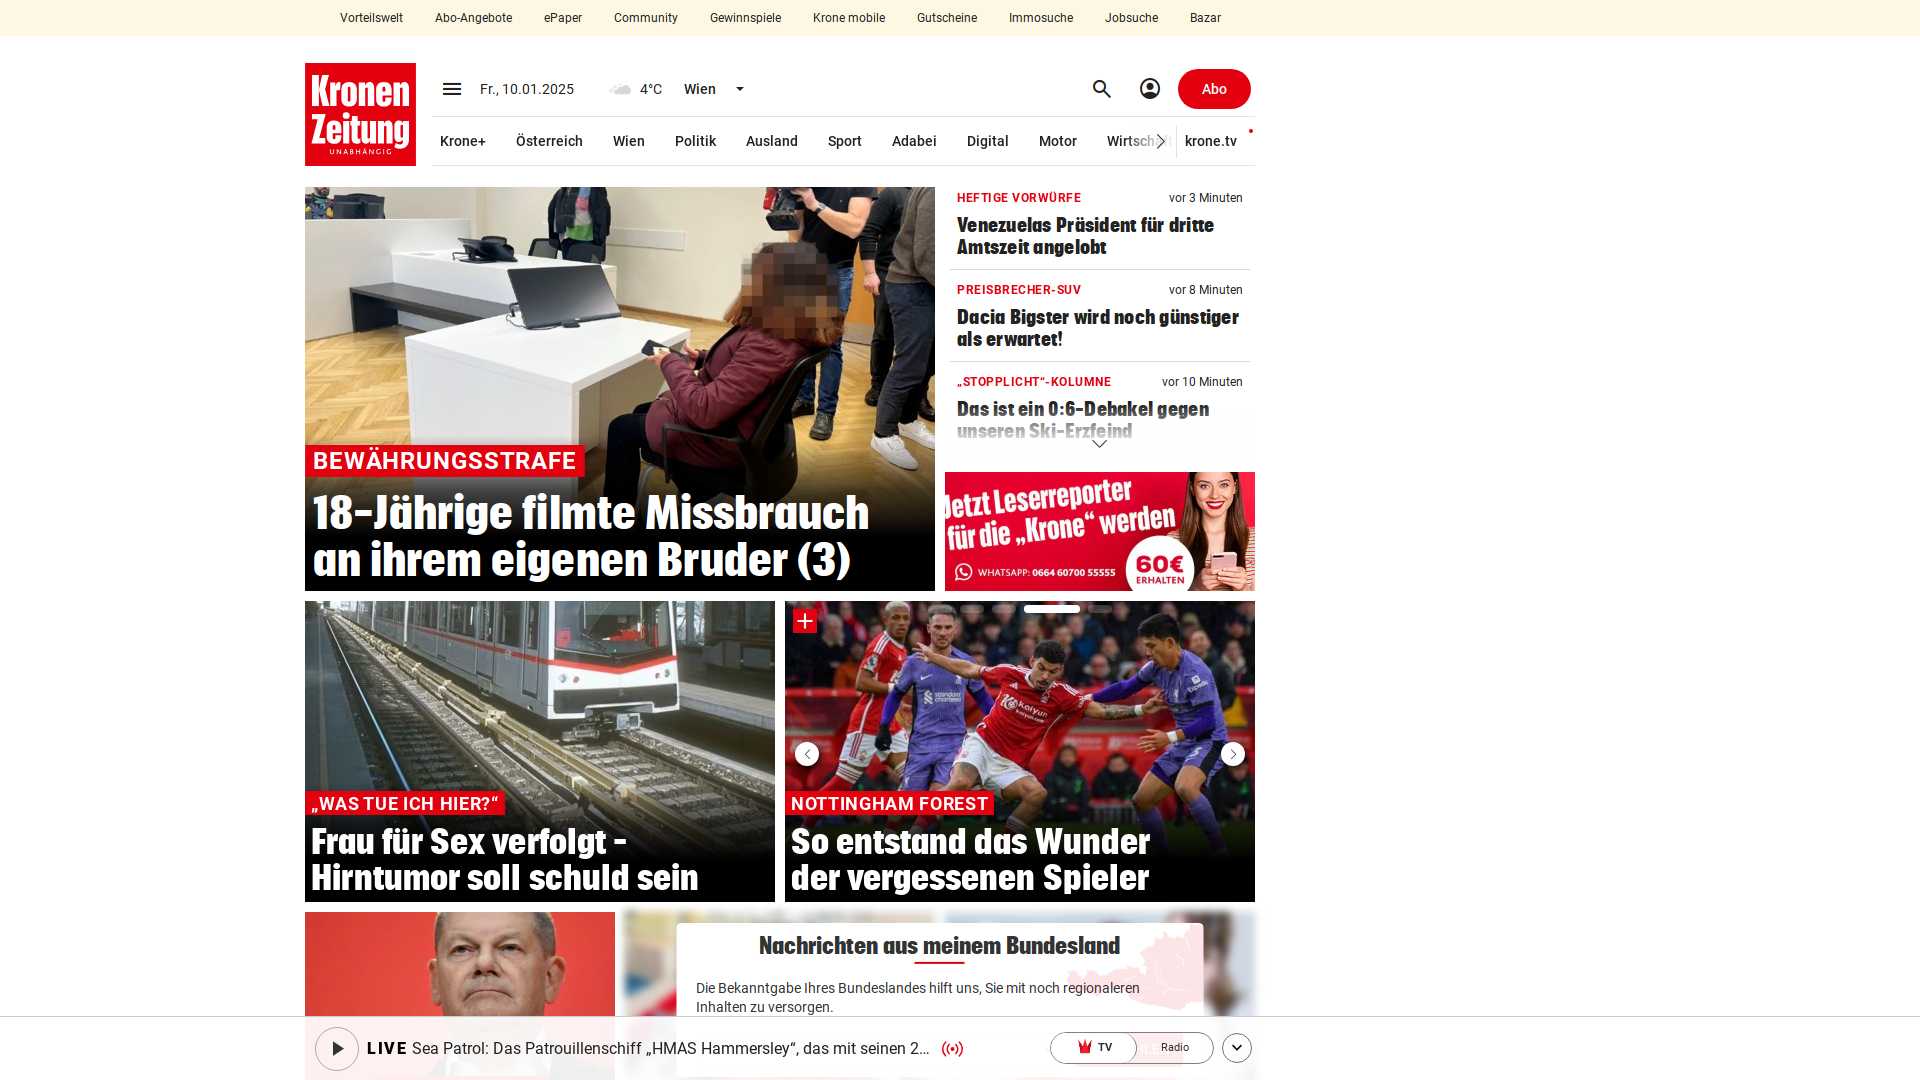 Vorteilswelt Abo-Angebote ePaper Community Gewinnspiele Krone mobile Gutscheine Immosuche Jobsuche Bazar
Kronen
Zeitung
UNABHÄNGIG
Fr., 10.01.2025 4°C Wien Abo
Krone+ Österreich Wien Politik Ausland Sport Adabei Digital Motor Wirtschaft krone.tv
BEWÄHRUNGSSTRAFE
18-Jährige filmte Missbrauch
an ihrem eigenen Bruder (3)
HEFTIGE VORWÜRFE vor 3 Minuten
Venezuelas Präsident für dritte
Amtszeit angelobt
PREISBRECHER-SUV vor 8 Minuten
Dacia Bigster wird noch günstiger
als erwartet!
„STOPPLICHT“-KOLUMNE vor 10 Minuten
Das ist ein 0:6-Debakel gegen
unseren Ski-Erzfeind
Jetzt Leserreporter
für die „Krone“ werden
WHATSAPP: 0664 60700 55555
60€
ERHALTEN
„WAS TUE ICH HIER?“
Frau für Sex verfolgt -
Hirntumor soll schuld sein
NOTTINGHAM FOREST
So entstand das Wunder
der vergessenen Spieler
Nachrichten aus meinem Bundesland
Die Bekanntgabe Ihres Bundeslandes hilft uns, Sie mit noch regionaleren
Inhalten zu versorgen.
LIVE Sea Patrol: Das Patrouillenschiff „HMAS Hammersley“, das mit seinen 2... TV Radio